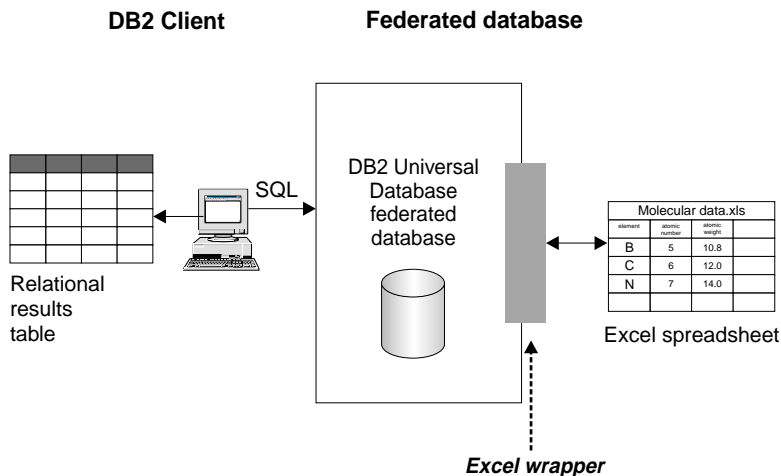 DB2 Client
Federated database
SQL
Relational
results
table
DB2 Universal
Database
federated
database
Molecular data.xls
element atomic number atomic weight
B 5 10.8
C 6 12.0
N 7 14.0
Excel spreadsheet
Excel wrapper